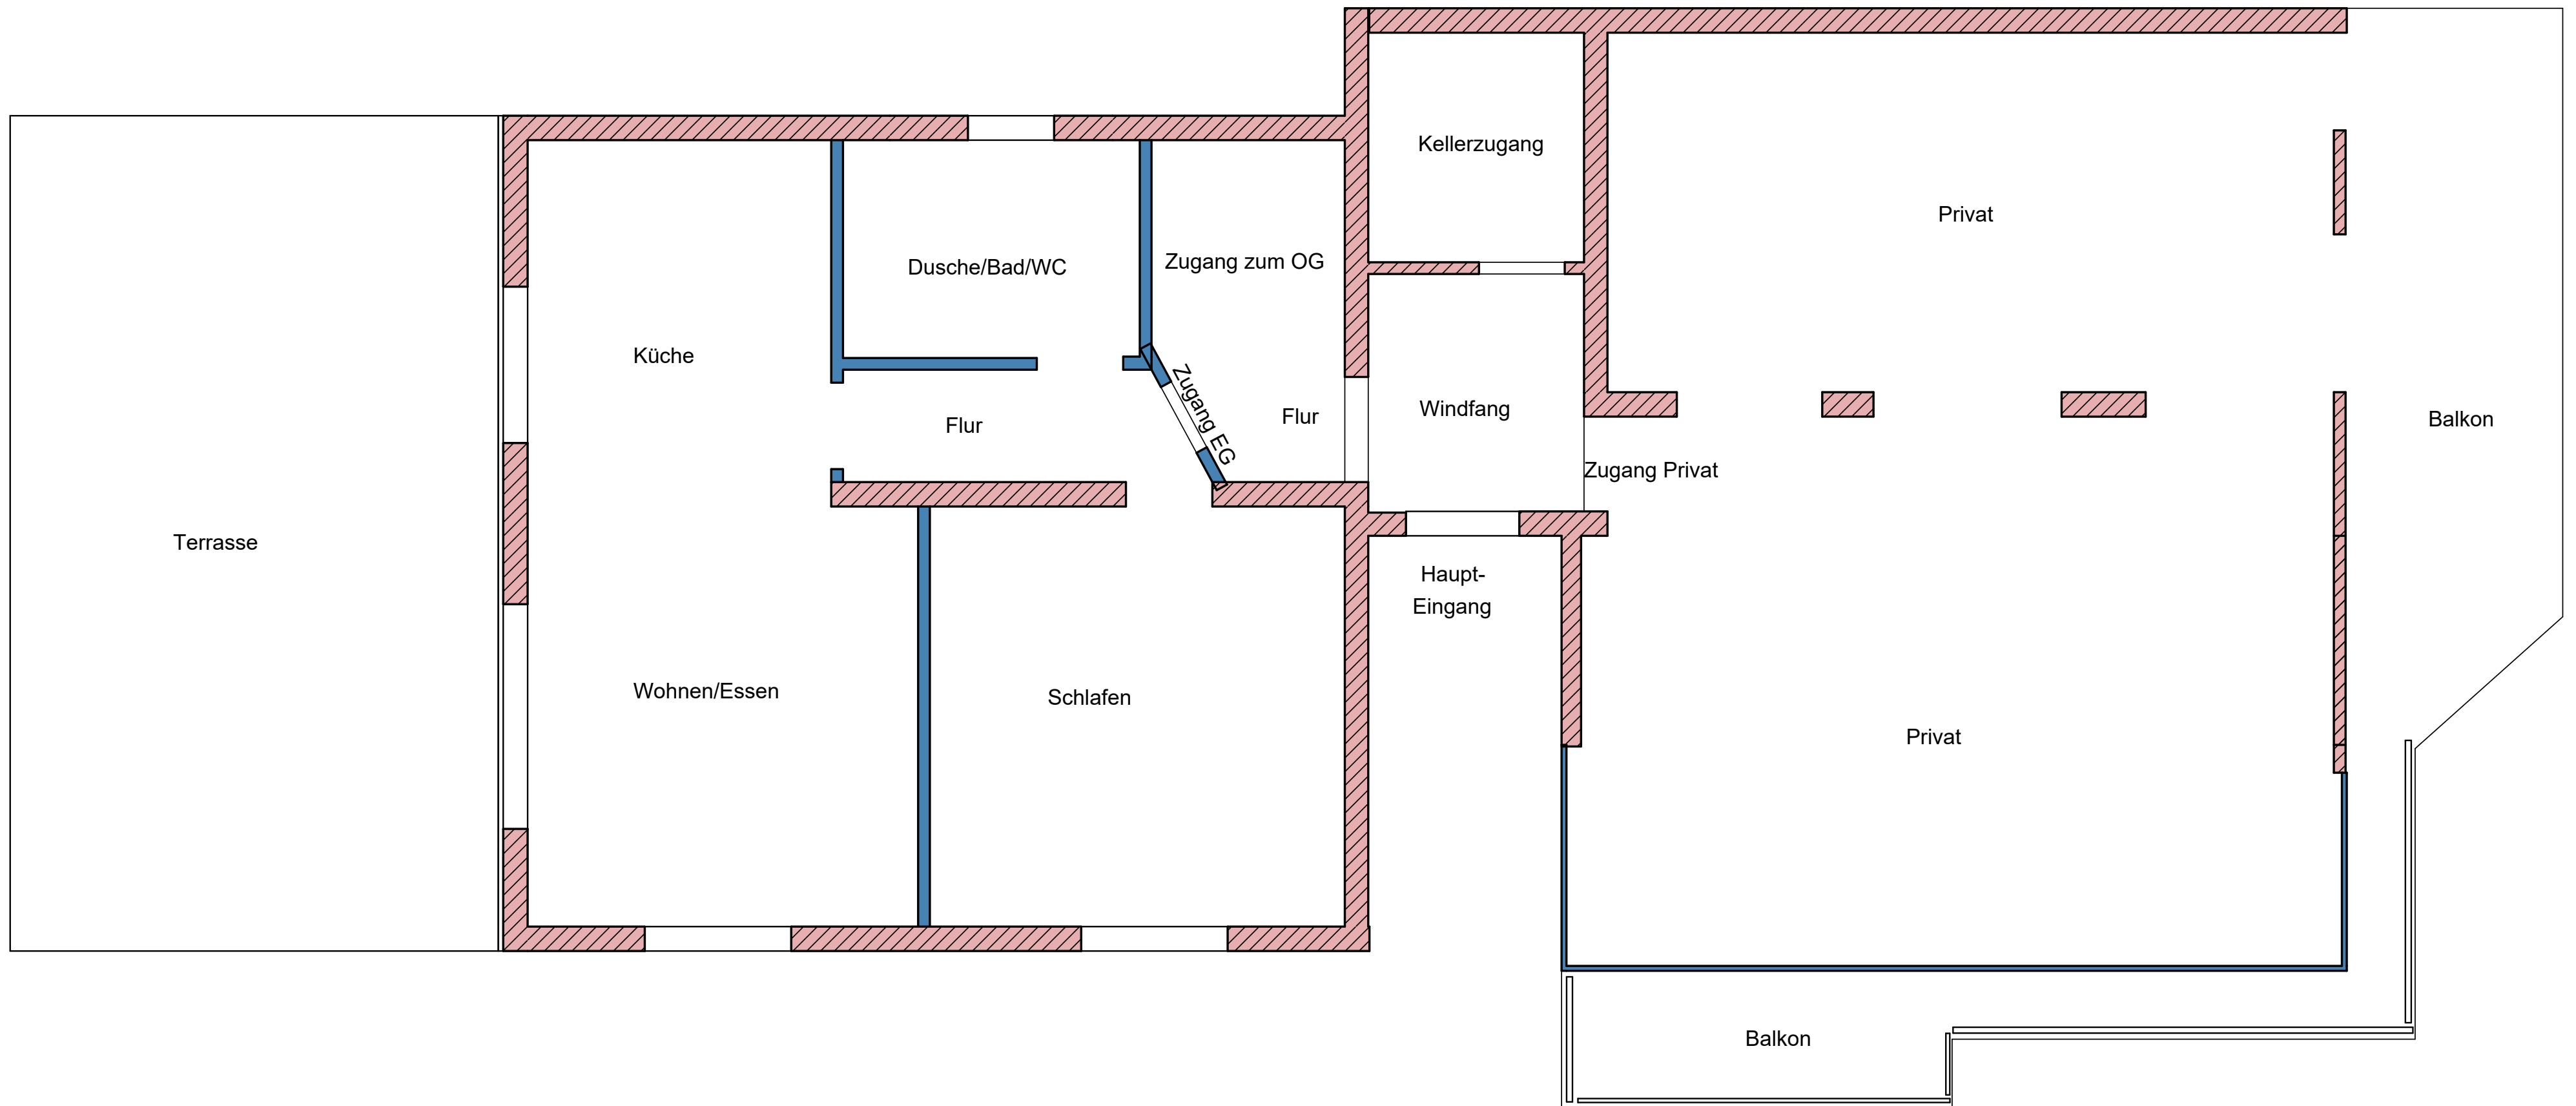 Kellerzugang
Privat
Dusche/Bad/WC
Zugang zum OG
Küche
Zugang EG
Flur
Flur
Windfang
Balkon
Zugang Privat
Terrasse
Haupt-
Eingang
Wohnen/Essen
Schlafen
Privat
Balkon